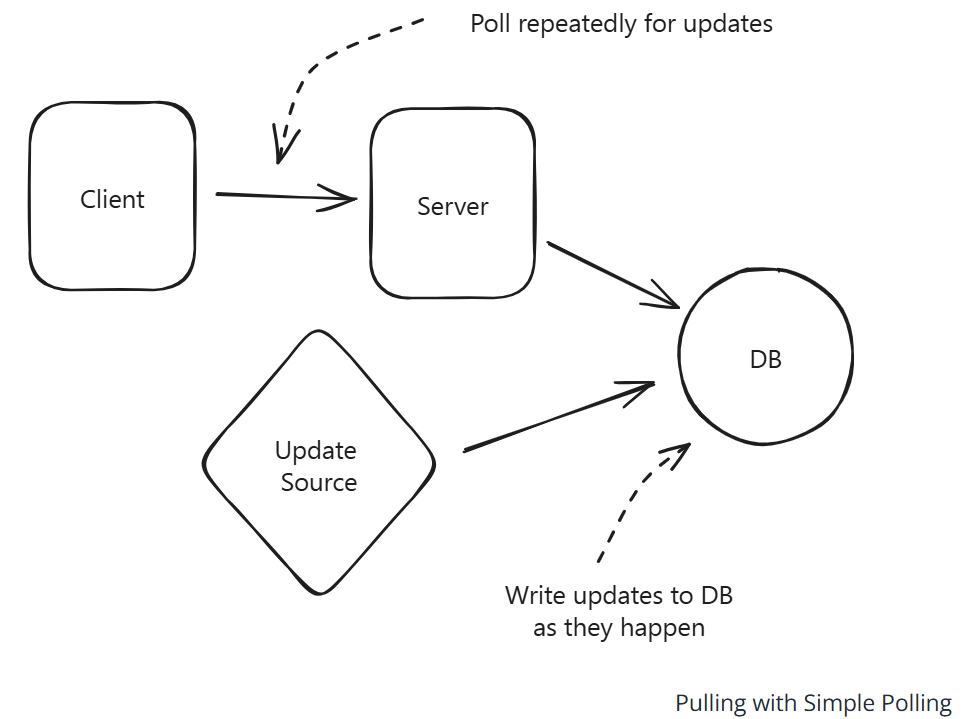 Poll repeatedly for updates
Client
Server
DB
Update
Source
Write updates to DB
as they happen
Pulling with Simple Polling